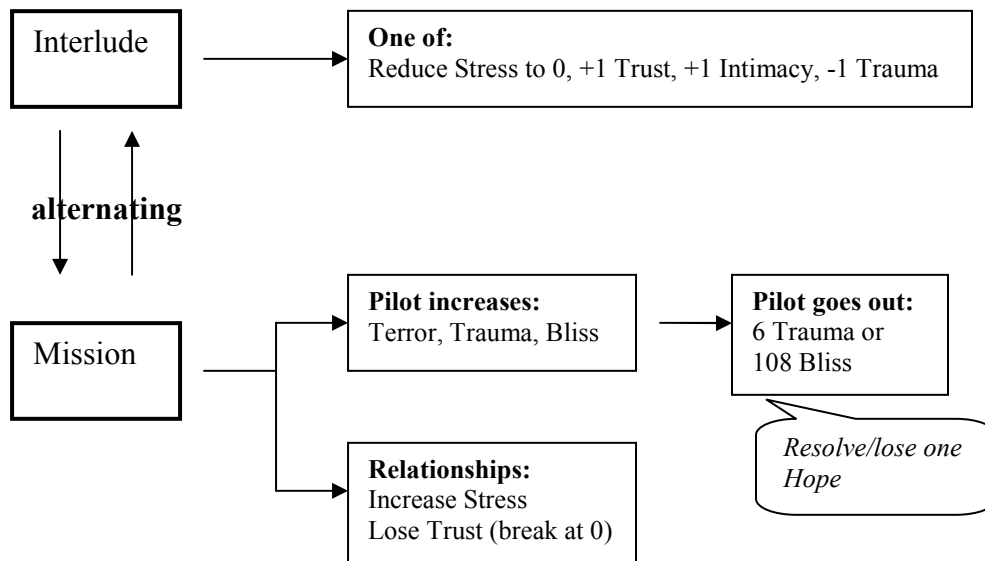 Interlude
One of:
Reduce Stress to 0, +1 Trust, +1 Intimacy, -1 Trauma
alternating
Mission
Pilot increases:
Terror, Trauma, Bliss
Pilot goes out:
6 Trauma or
108 Bliss
Resolve/lose one
Hope
Relationships:
Increase Stress
Lose Trust (break at 0)